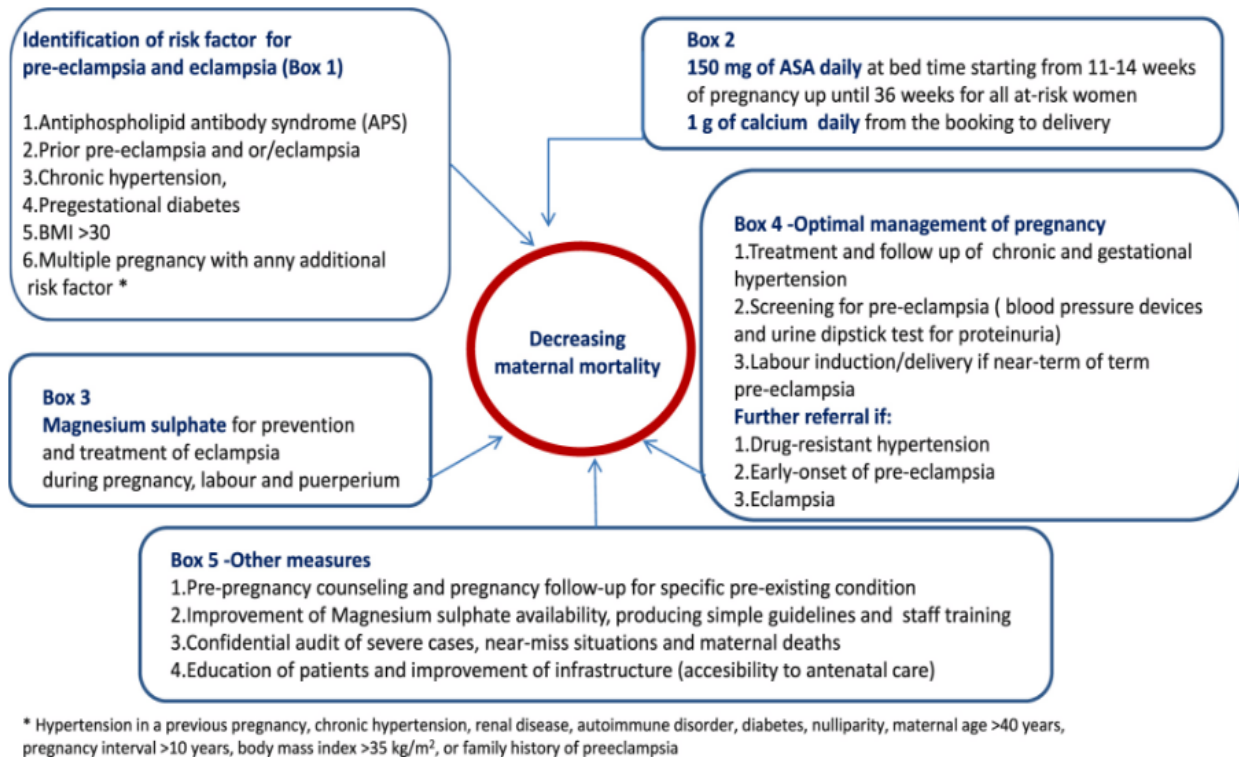 Identification of risk factor  for
pre-eclampsia and eclampsia (Box 1)
1.Antiphospholipid antibody syndrome (APS)
2.Prior pre-eclampsia and or/eclampsia
3.Chronic hypertension,
4.Pregestational diabetes
5.BMI >30
6.Multiple pregnancy with anny additional
risk factor *
Box 2
150 mg of ASA daily at bed time starting from 11-14 weeks
of pregnancy up until 36 weeks for all at-risk women
1 g of calcium  daily from the booking to delivery
Decreasing
maternal mortality
Box 3
Magnesium sulphate for prevention
and treatment of eclampsia
during pregnancy, labour and puerperium
Box 4 -Optimal management of pregnancy
1.Treatment and follow up of  chronic and gestational
hypertension
2.Screening for pre-eclampsia ( blood pressure devices
and urine dipstick test for proteinuria)
3.Labour induction/delivery if near-term of term
pre-eclampsia
Further referral if:
1.Drug-resistant hypertension
2.Early-onset of pre-eclampsia
3.Eclampsia
Box 5 -Other measures
1.Pre-pregnancy counseling and pregnancy follow-up for specific pre-existing condition
2.Improvement of Magnesium sulphate availability, producing simple guidelines and  staff training
3.Confidential audit of severe cases, near-miss situations and maternal deaths
4.Education of patients and improvement of infrastructure (accesibility to antenatal care)
* Hypertension in a previous pregnancy, chronic hypertension, renal disease, autoimmune disorder, diabetes, nulliparity, maternal age >40 years,
pregnancy interval >10 years, body mass index >35 kg/m², or family history of preeclampsia